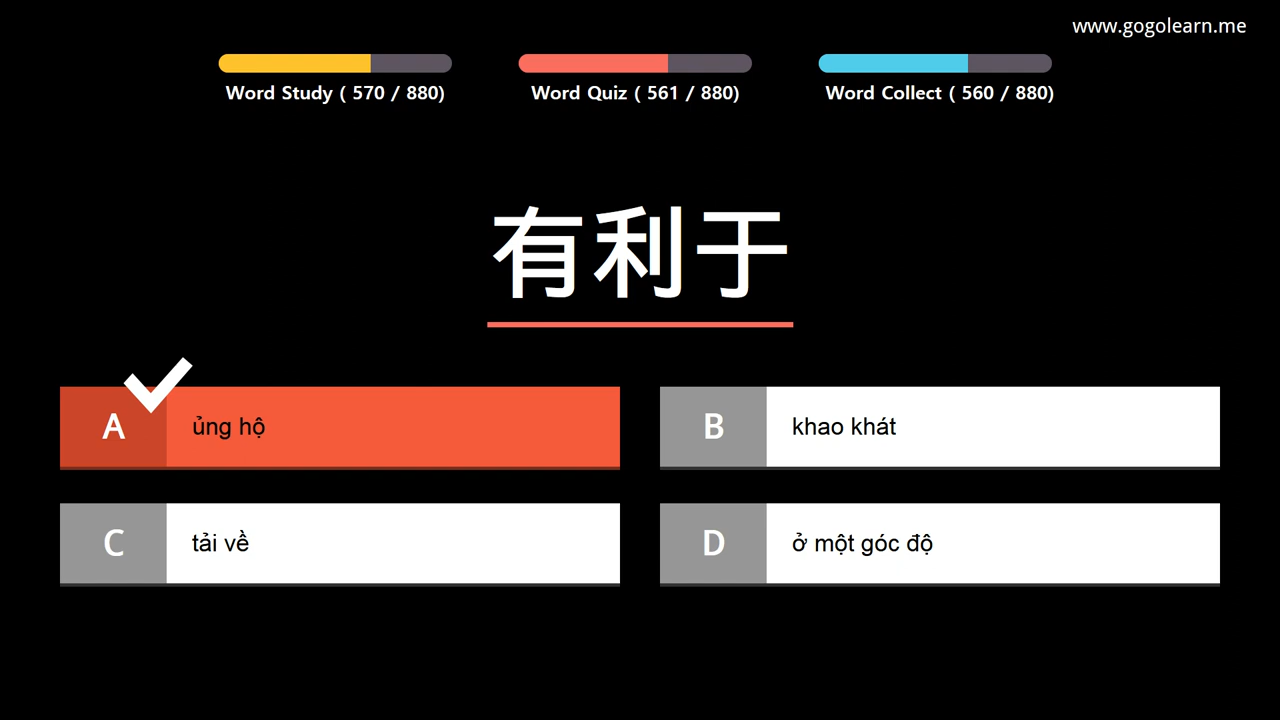 www.gogolearn.me
Word Study ( 570 / 880)
Word Quiz ( 561 / 880)
Word Collect ( 560 / 880)
有利于
A
ủng hộ
B
khao khát
C
tải về
D
ở một góc độ